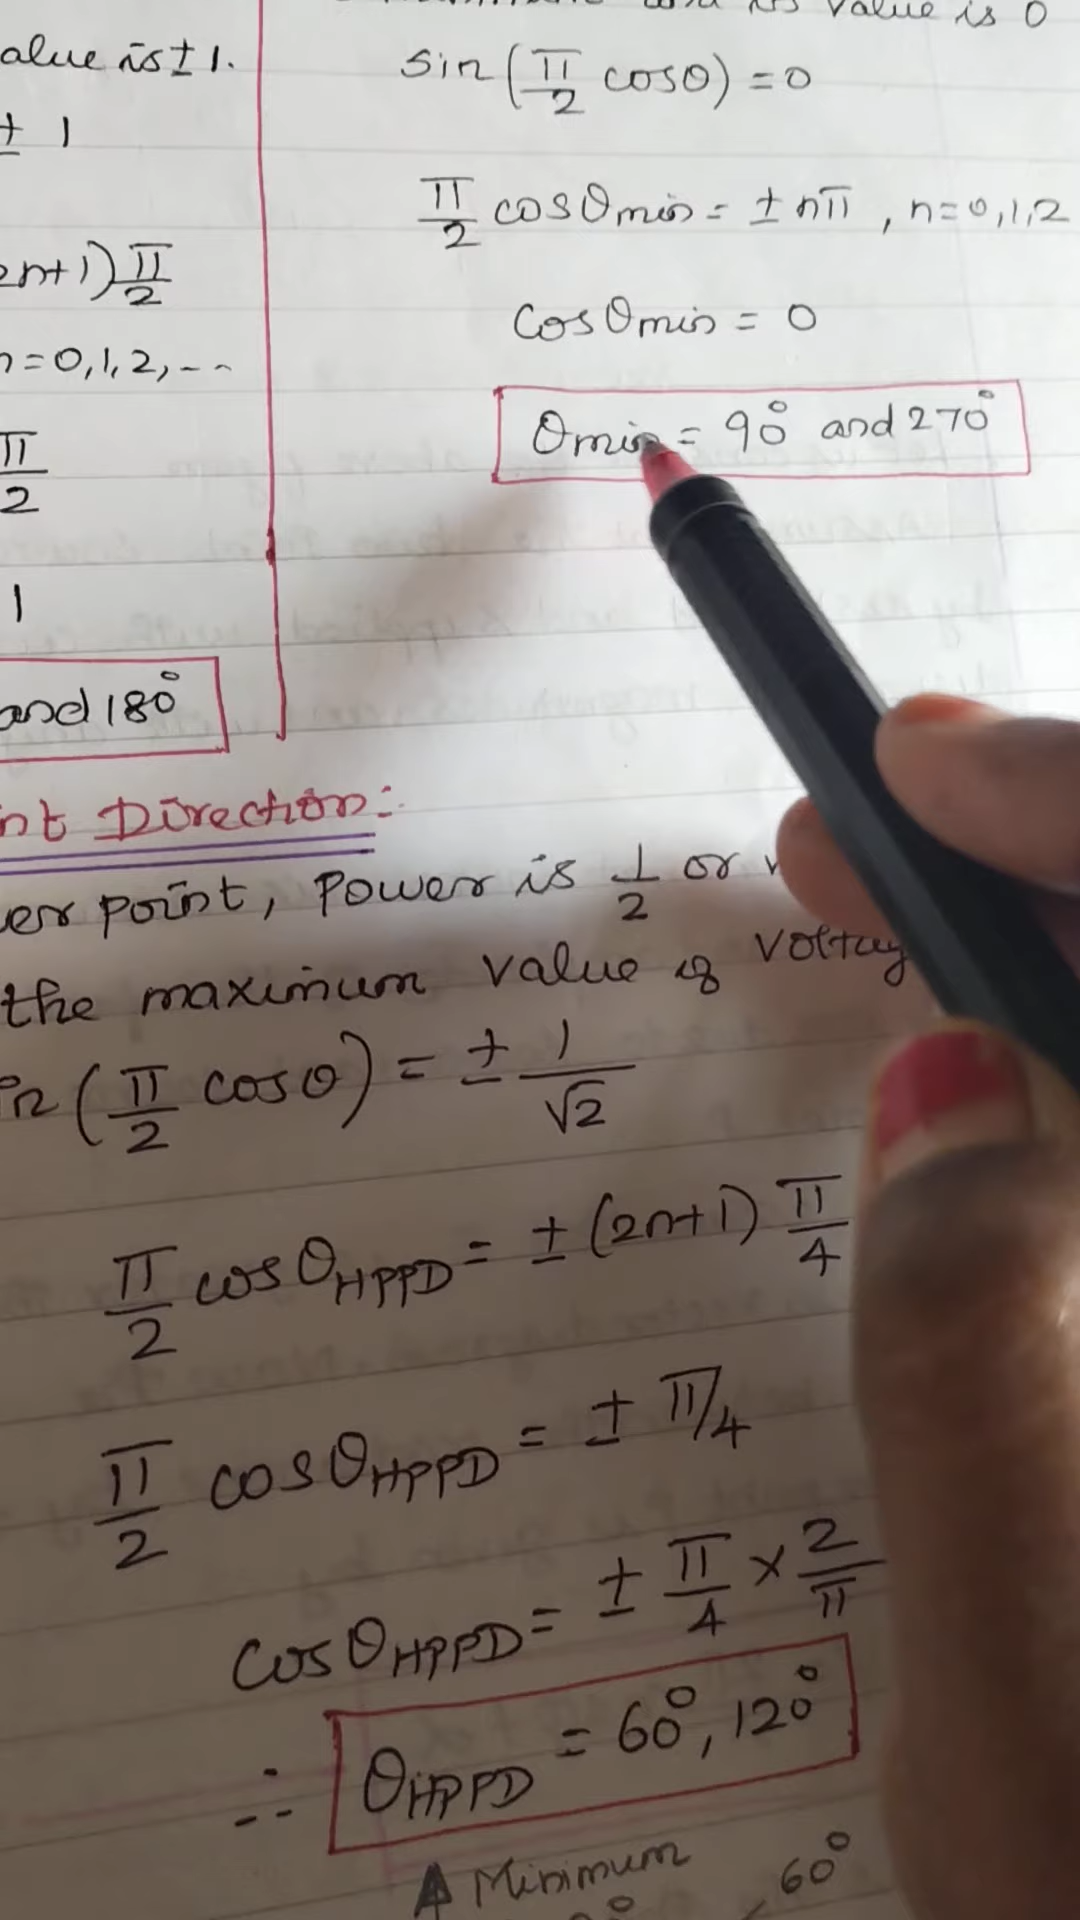 value is 0
alue is ± 1.
± 1
2n+1) π/2
n = 0, 1, 2, --
π/2
1
and 180°
sin (π/2 cosθ) = 0
π/2 cosθmin = ± nπ, n = 0, 1, 2
cosθmin = 0
θmin = 90° and 270°
nt Direction:
er point, Power is 1/2 or
the maximum value of voltag
in (π/2 cosθ) = ± 1/√2
π/2 cosθHPPD = ± (2n+1) π/4
π/2 cosθHPPD = ± π/4
cosθHPPD = ± π/4 × 2/π
∴ θHPPD = 60°, 120°
Minimum
60°